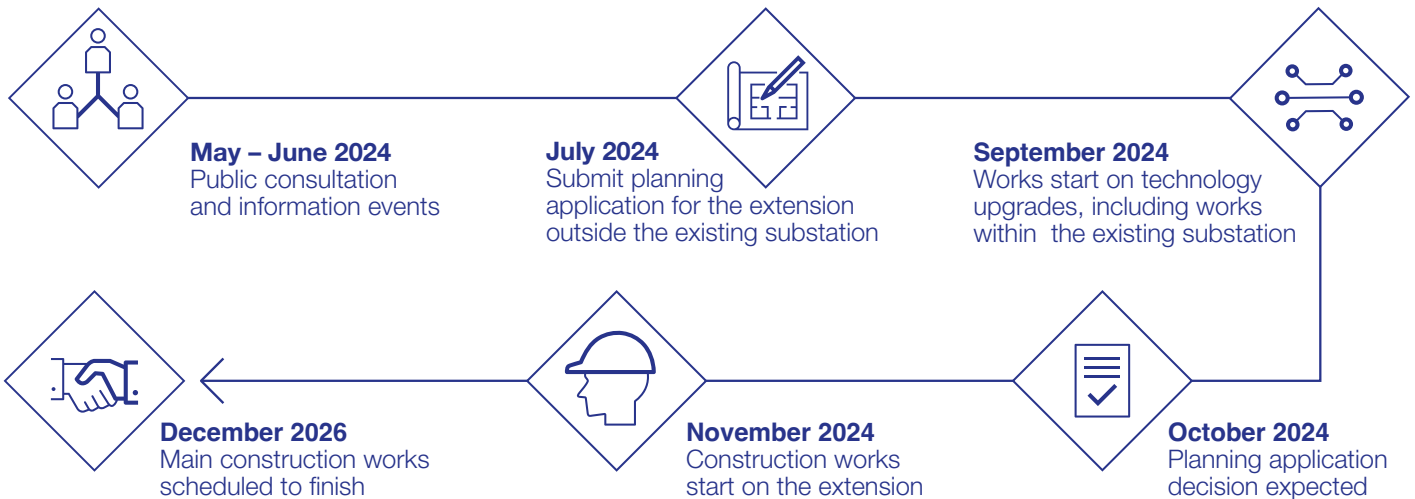 May – June 2024
Public consultation
and information events
July 2024
Submit planning
application for the extension
outside the existing substation
September 2024
Works start on technology
upgrades, including works
within  the existing substation
October 2024
Planning application
decision expected
November 2024
Construction works
start on the extension
December 2026
Main construction works
scheduled to finish